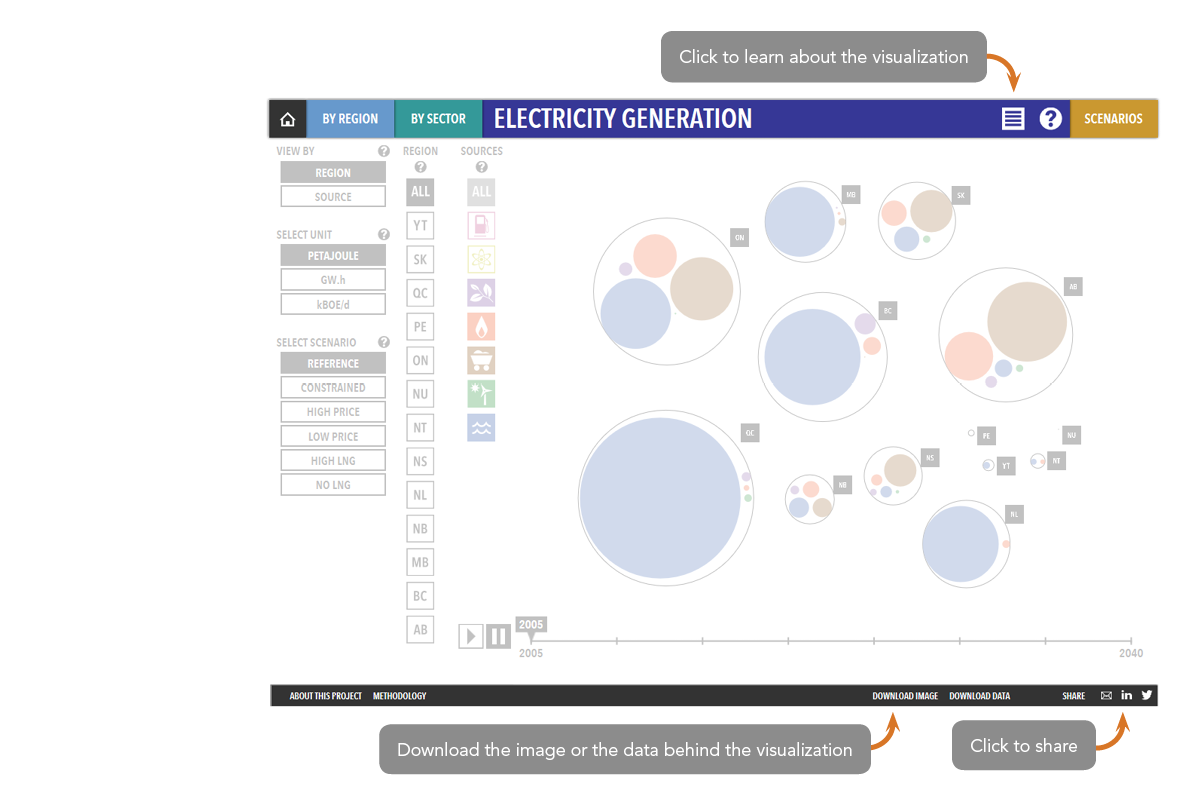 Click to learn about the visualization
BY REGION
BY SECTOR
ELECTRICITY GENERATION
?
SCENARIOS
VIEW BY ?
REGION
SOURCE
SELECT UNIT ?
PETAJOULE
GW.h
kBOE/d
SELECT SCENARIO ?
REFERENCE
CONSTRAINED
HIGH PRICE
LOW PRICE
HIGH LNG
NO LNG
REGION
?
ALL
YT
SK
QC
PE
ON
NU
NT
NS
NL
NB
MB
BC
AB
SOURCES
?
ALL
MB
SK
ON
AB
BC
QC
PE
NU
NS
YT
NT
NB
NL
2005
2005
2040
ABOUT THIS PROJECT
METHODOLOGY
DOWNLOAD IMAGE
DOWNLOAD DATA
SHARE
in
Download the image or the data behind the visualization
Click to share